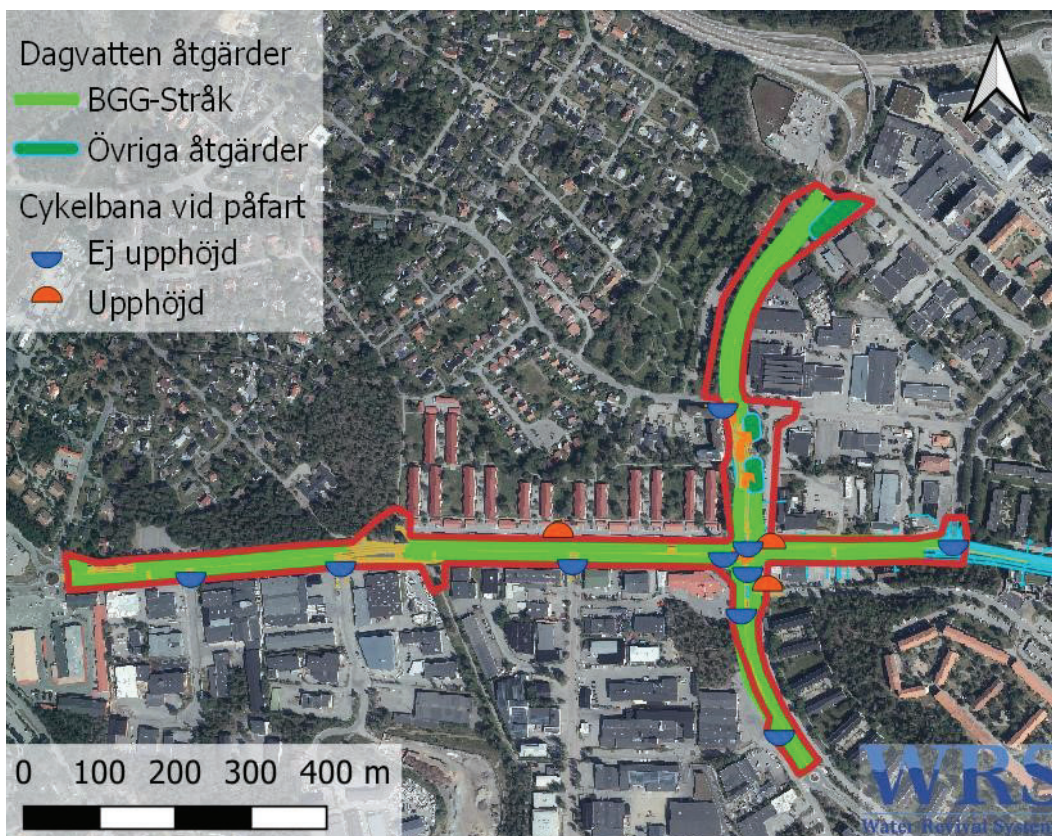 Dagvatten åtgärder
BGG-Stråk
Övriga åtgärder
Cykelbana vid påfart
Ej upphöjd
Upphöjd
0 100 200 300 400 m
WRS
Water Revival System